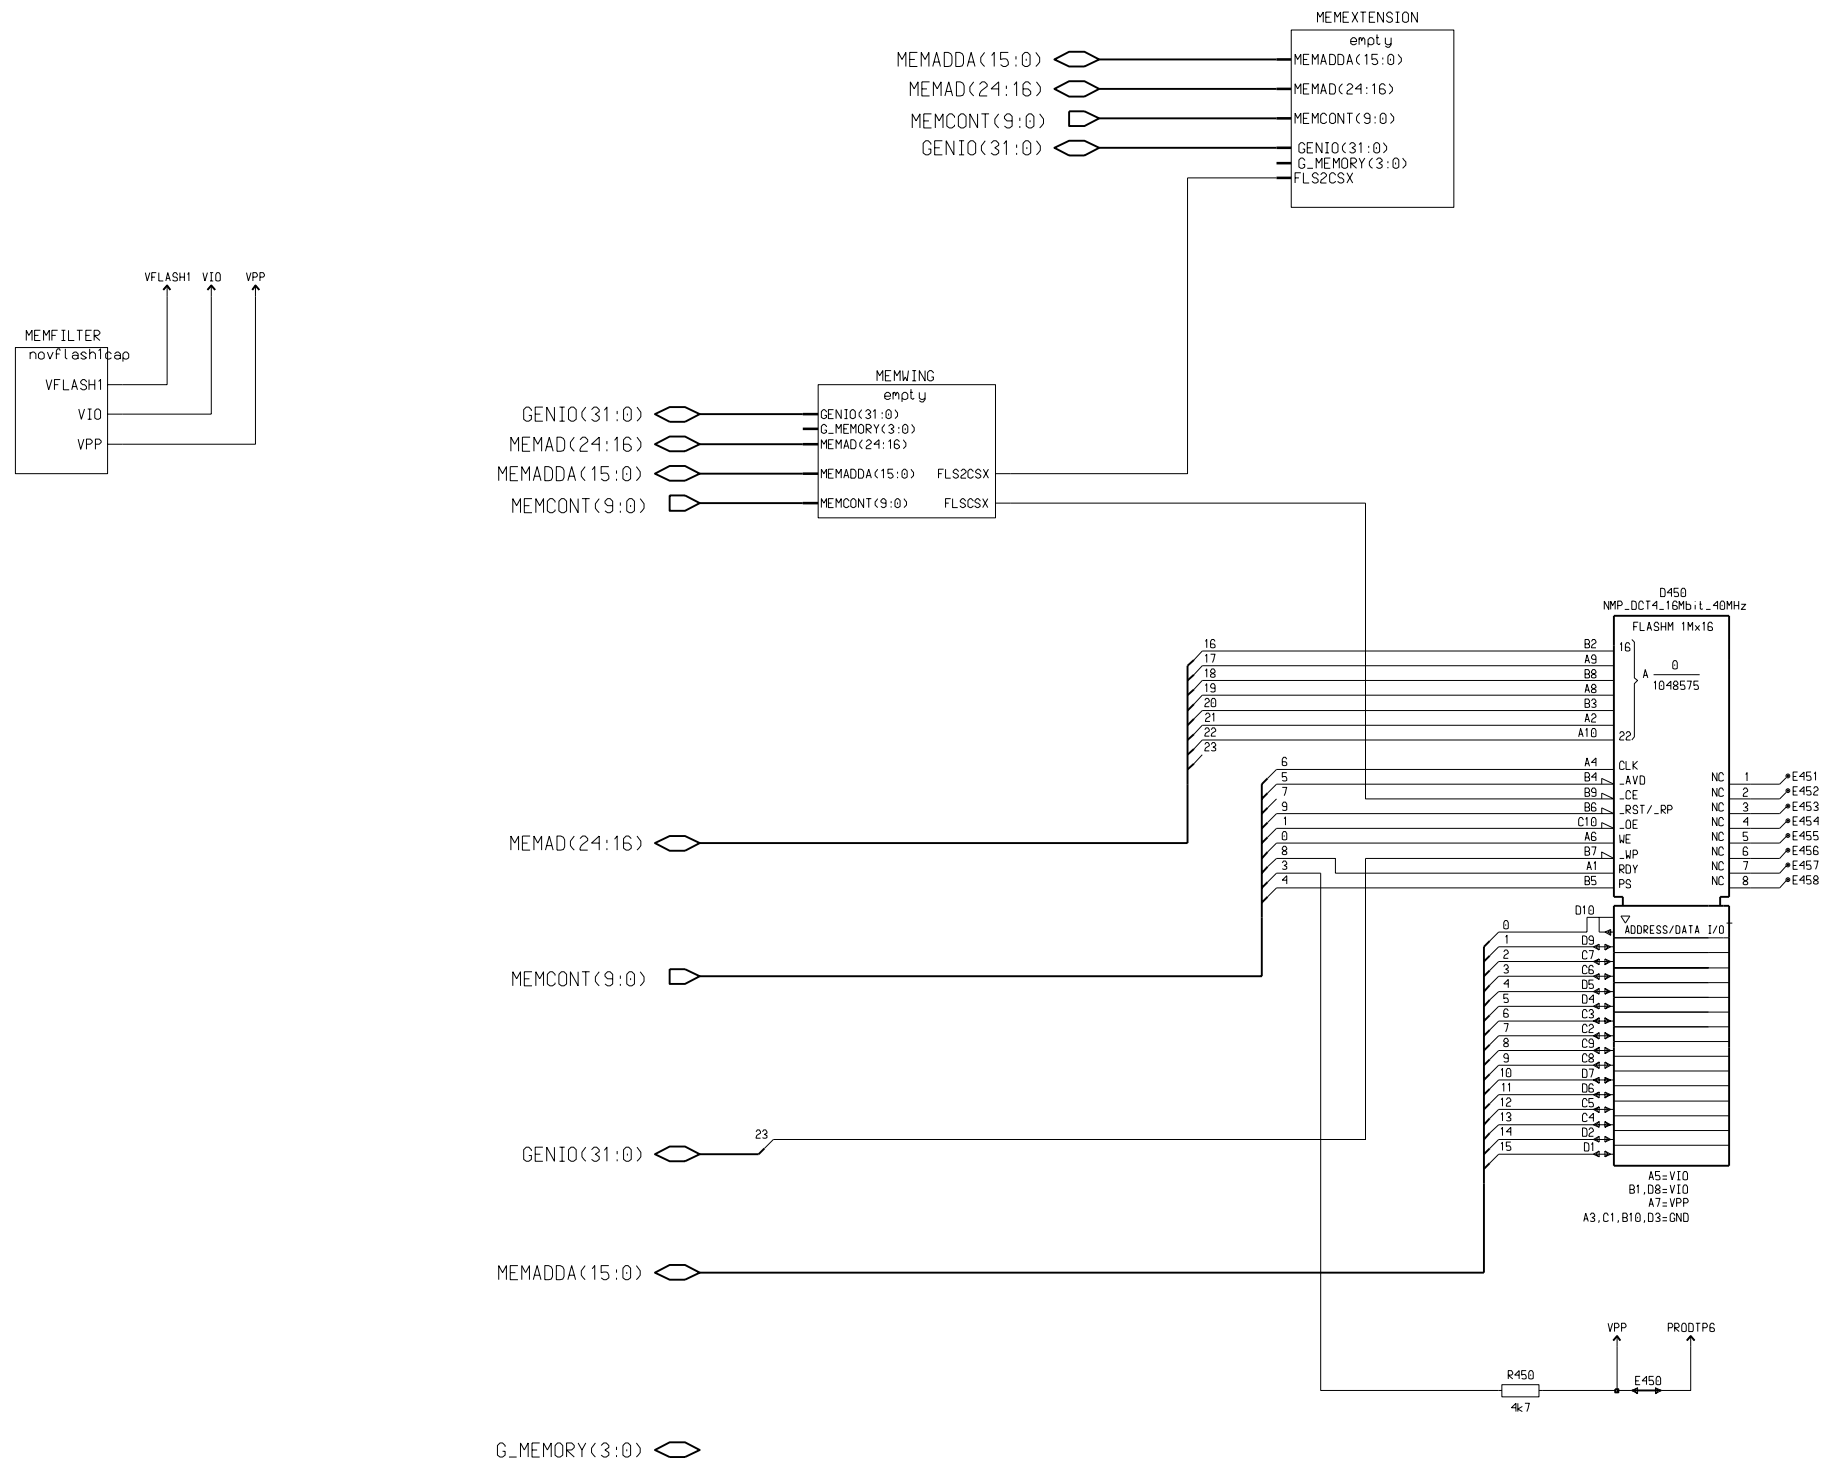 MEMEXTENSION
empty
MEMADDA(15:0) MEMADDA(15:0)
MEMAD(24:16) MEMAD(24:16)
MEMCONT(9:0) MEMCONT(9:0)
GENIO(31:0) GENIO(31:0)
G_MEMORY(3:0)
FLS2CSX
VFLASH1 VIO VPP
MEMFILTER
novflash1cap
VFLASH1
VIO
VPP
MEMWING
empty
GENIO(31:0) GENIO(31:0)
G_MEMORY(3:0)
MEMAD(24:16) MEMAD(24:16)
MEMADDA(15:0) MEMADDA(15:0) FLS2CSX
MEMCONT(9:0) MEMCONT(9:0) FLSCSX
D450
NMP_DCT4_16Mbit_40MHz
FLASHM 1Mx16
16 B2 16
17 A9
18 B8
A 0
1048575
19 A8
20 B3
21 A2
22 A10 22
23
6 A4 CLK
5 B4 _AVD NC 1 E451
7 B9 _CE NC 2 E452
9 B6 _RST/_RP NC 3 E453
1 C10 _OE NC 4 E454
0 A6 WE NC 5 E455
8 B7 _WP NC 6 E456
3 A1 RDY NC 7 E457
4 B5 PS NC 8 E458
MEMAD(24:16)
D10
0 ADDRESS/DATA I/O
1 D9
2 C7
3 C6
4 D5
5 D4
6 C3
7 C2
8 C9
9 C8
10 D7
11 D6
12 C5
13 C4
14 D2
15 D1
MEMCONT(9:0)
23
GENIO(31:0)
A5=VIO
B1,D8=VIO
A7=VPP
A3,C1,B10,D3=GND
MEMADDA(15:0)
VPP PRODTP6
R450 E450
4k7
G_MEMORY(3:0)